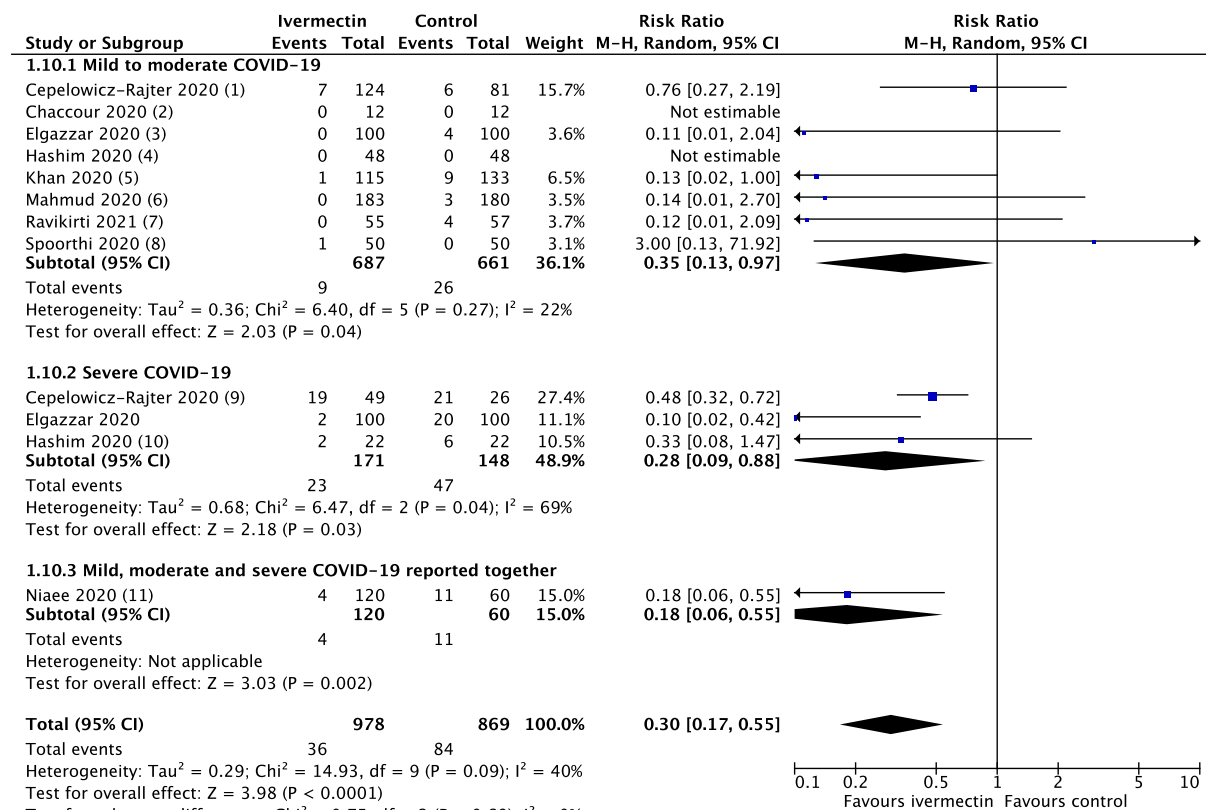 Ivermectin Control Risk Ratio Risk Ratio
Study or Subgroup Events Total Events Total Weight M-H, Random, 95% CI M-H, Random, 95% CI
1.10.1 Mild to moderate COVID-19
Cepelowicz-Rajter 2020 (1) 7 124 6 81 15.7% 0.76 [0.27, 2.19]
Chaccour 2020 (2) 0 12 0 12 Not estimable
Elgazzar 2020 (3) 0 100 4 100 3.6% 0.11 [0.01, 2.04]
Hashim 2020 (4) 0 48 0 48 Not estimable
Khan 2020 (5) 1 115 9 133 6.5% 0.13 [0.02, 1.00]
Mahmud 2020 (6) 0 183 3 180 3.5% 0.14 [0.01, 2.70]
Ravikirti 2021 (7) 0 55 4 57 3.7% 0.12 [0.01, 2.09]
Spoorthi 2020 (8) 1 50 0 50 3.1% 3.00 [0.13, 71.92]
Subtotal (95% CI) 687 661 36.1% 0.35 [0.13, 0.97]
Total events 9 26
Heterogeneity: Tau² = 0.36; Chi² = 6.40, df = 5 (P = 0.27); I² = 22%
Test for overall effect: Z = 2.03 (P = 0.04)
1.10.2 Severe COVID-19
Cepelowicz-Rajter 2020 (9) 19 49 21 26 27.4% 0.48 [0.32, 0.72]
Elgazzar 2020 2 100 20 100 11.1% 0.10 [0.02, 0.42]
Hashim 2020 (10) 2 22 6 22 10.5% 0.33 [0.08, 1.47]
Subtotal (95% CI) 171 148 48.9% 0.28 [0.09, 0.88]
Total events 23 47
Heterogeneity: Tau² = 0.68; Chi² = 6.47, df = 2 (P = 0.04); I² = 69%
Test for overall effect: Z = 2.18 (P = 0.03)
1.10.3 Mild, moderate and severe COVID-19 reported together
Niaee 2020 (11) 4 120 11 60 15.0% 0.18 [0.06, 0.55]
Subtotal (95% CI) 120 60 15.0% 0.18 [0.06, 0.55]
Total events 4 11
Heterogeneity: Not applicable
Test for overall effect: Z = 3.03 (P = 0.002)
Total (95% CI) 978 869 100.0% 0.30 [0.17, 0.55]
Total events 36 84
Heterogeneity: Tau² = 0.29; Chi² = 14.93, df = 9 (P = 0.09); I² = 40%
Test for overall effect: Z = 3.98 (P < 0.0001)
0.1 0.2 0.5 1 2 5 10
Favours ivermectin Favours control